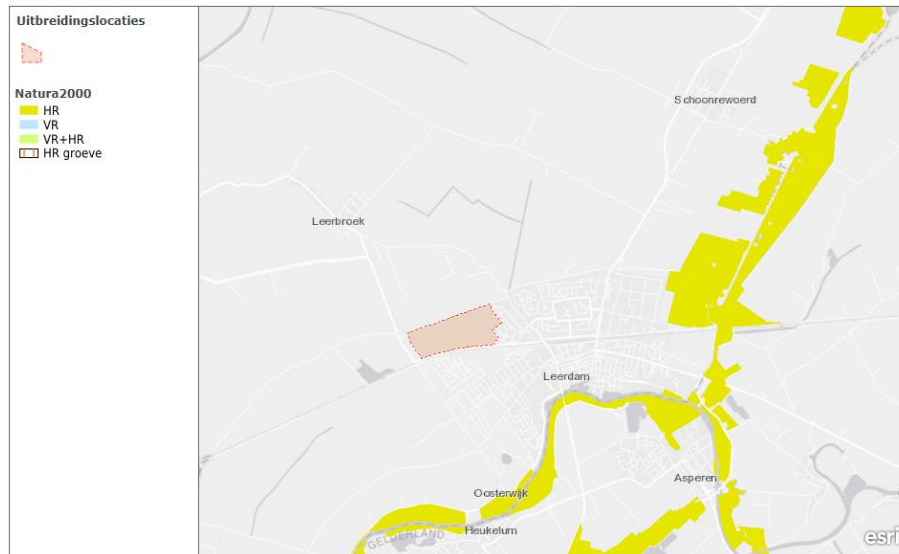 Uitbreidingslocaties
Natura2000
HR
VR
VR+HR
HR groeve
Schoonrewoerd
Leerbroek
Leerdam
Asperen
Oosterwijk
Heukelum
GELDERLAND
esri